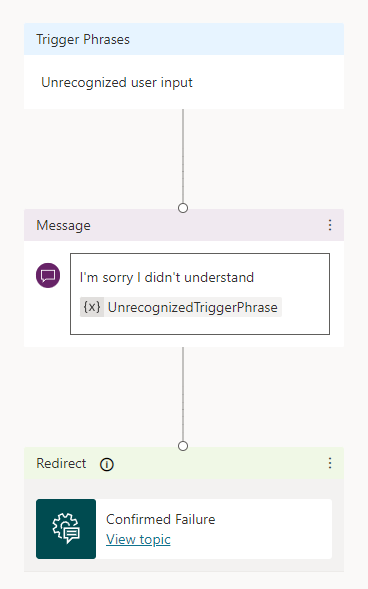 Trigger Phrases
Unrecognized user input
Message
I'm sorry I didn't understand
{x} UnrecognizedTriggerPhrase
Redirect
Confirmed Failure
View topic